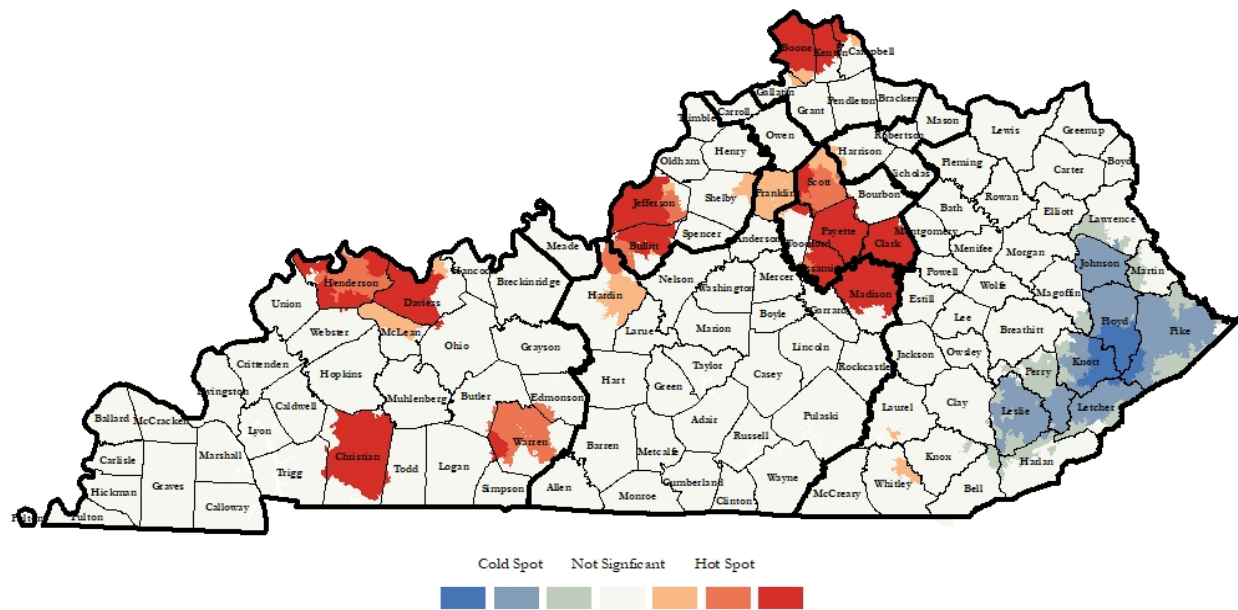 Boone
Kenton
Campbell
Gallatin
Pendleton
Bracken
Grant
Carroll
Trimble
Mason
Owen
Robertson
Lewis
Greenup
Henry
Harrison
Oldham
Fleming
Boyd
Carter
Nicholas
Scott
Franklin
Shelby
Bourbon
Rowan
Jefferson
Bath
Elliott
Lawrence
Spencer
Fayette
Montgomery
Anderson
Woodford
Clark
Bullitt
Meade
Menifee
Morgan
Johnson
Martin
Hancock
Nelson
Mercer
Powell
Henderson
Breckinridge
Washington
Wolfe
Magoffin
Madison
Hardin
Union
Daviess
Estill
Garrard
Boyle
Lee
Floyd
Webster
McLean
Larue
Marion
Breathitt
Pike
Ohio
Grayson
Lincoln
Jackson
Owsley
Knott
Crittenden
Taylor
Rockcastle
Perry
Hopkins
Hart
Green
Casey
Livingston
Muhlenberg
Butler
Edmonson
Clay
Caldwell
Laurel
Leslie
Letcher
Ballard
McCracken
Adair
Pulaski
Lyon
Russell
Warren
Barren
Metcalfe
Marshall
Christian
Knox
Carlisle
Todd
Logan
Harlan
Trigg
Wayne
Graves
Cumberland
Whitley
Simpson
Allen
Bell
Hickman
McCreary
Monroe
Clinton
Calloway
Fulton
Cold Spot Not Signficant Hot Spot